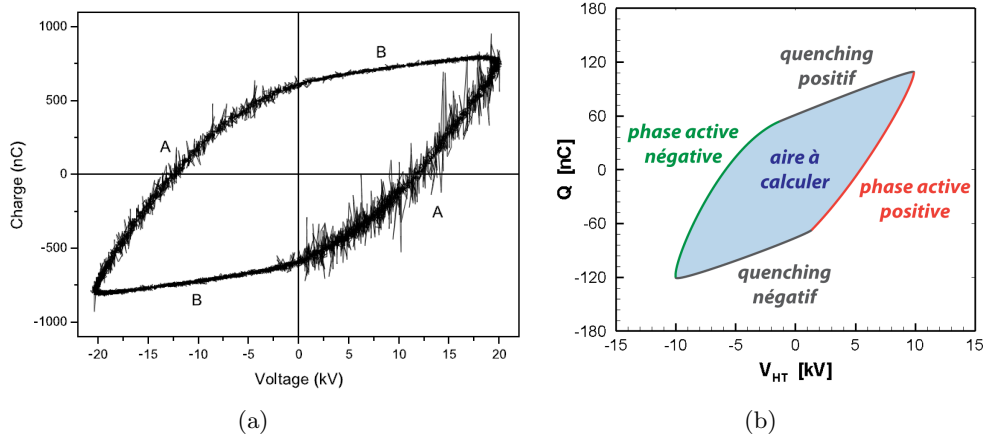 1000
500
0
-500
-1000
Charge (nC)
A
B
B
A
-20
-15
-10
-5
0
5
10
15
20
Voltage (kV)
(a)
180
120
60
0
-60
-120
-180
Q [nC]
quenching
positif
phase active
négative
aire à
calculer
phase active
positive
quenching
négatif
-15
-10
-5
0
5
10
15
V_HT [kV]
(b)